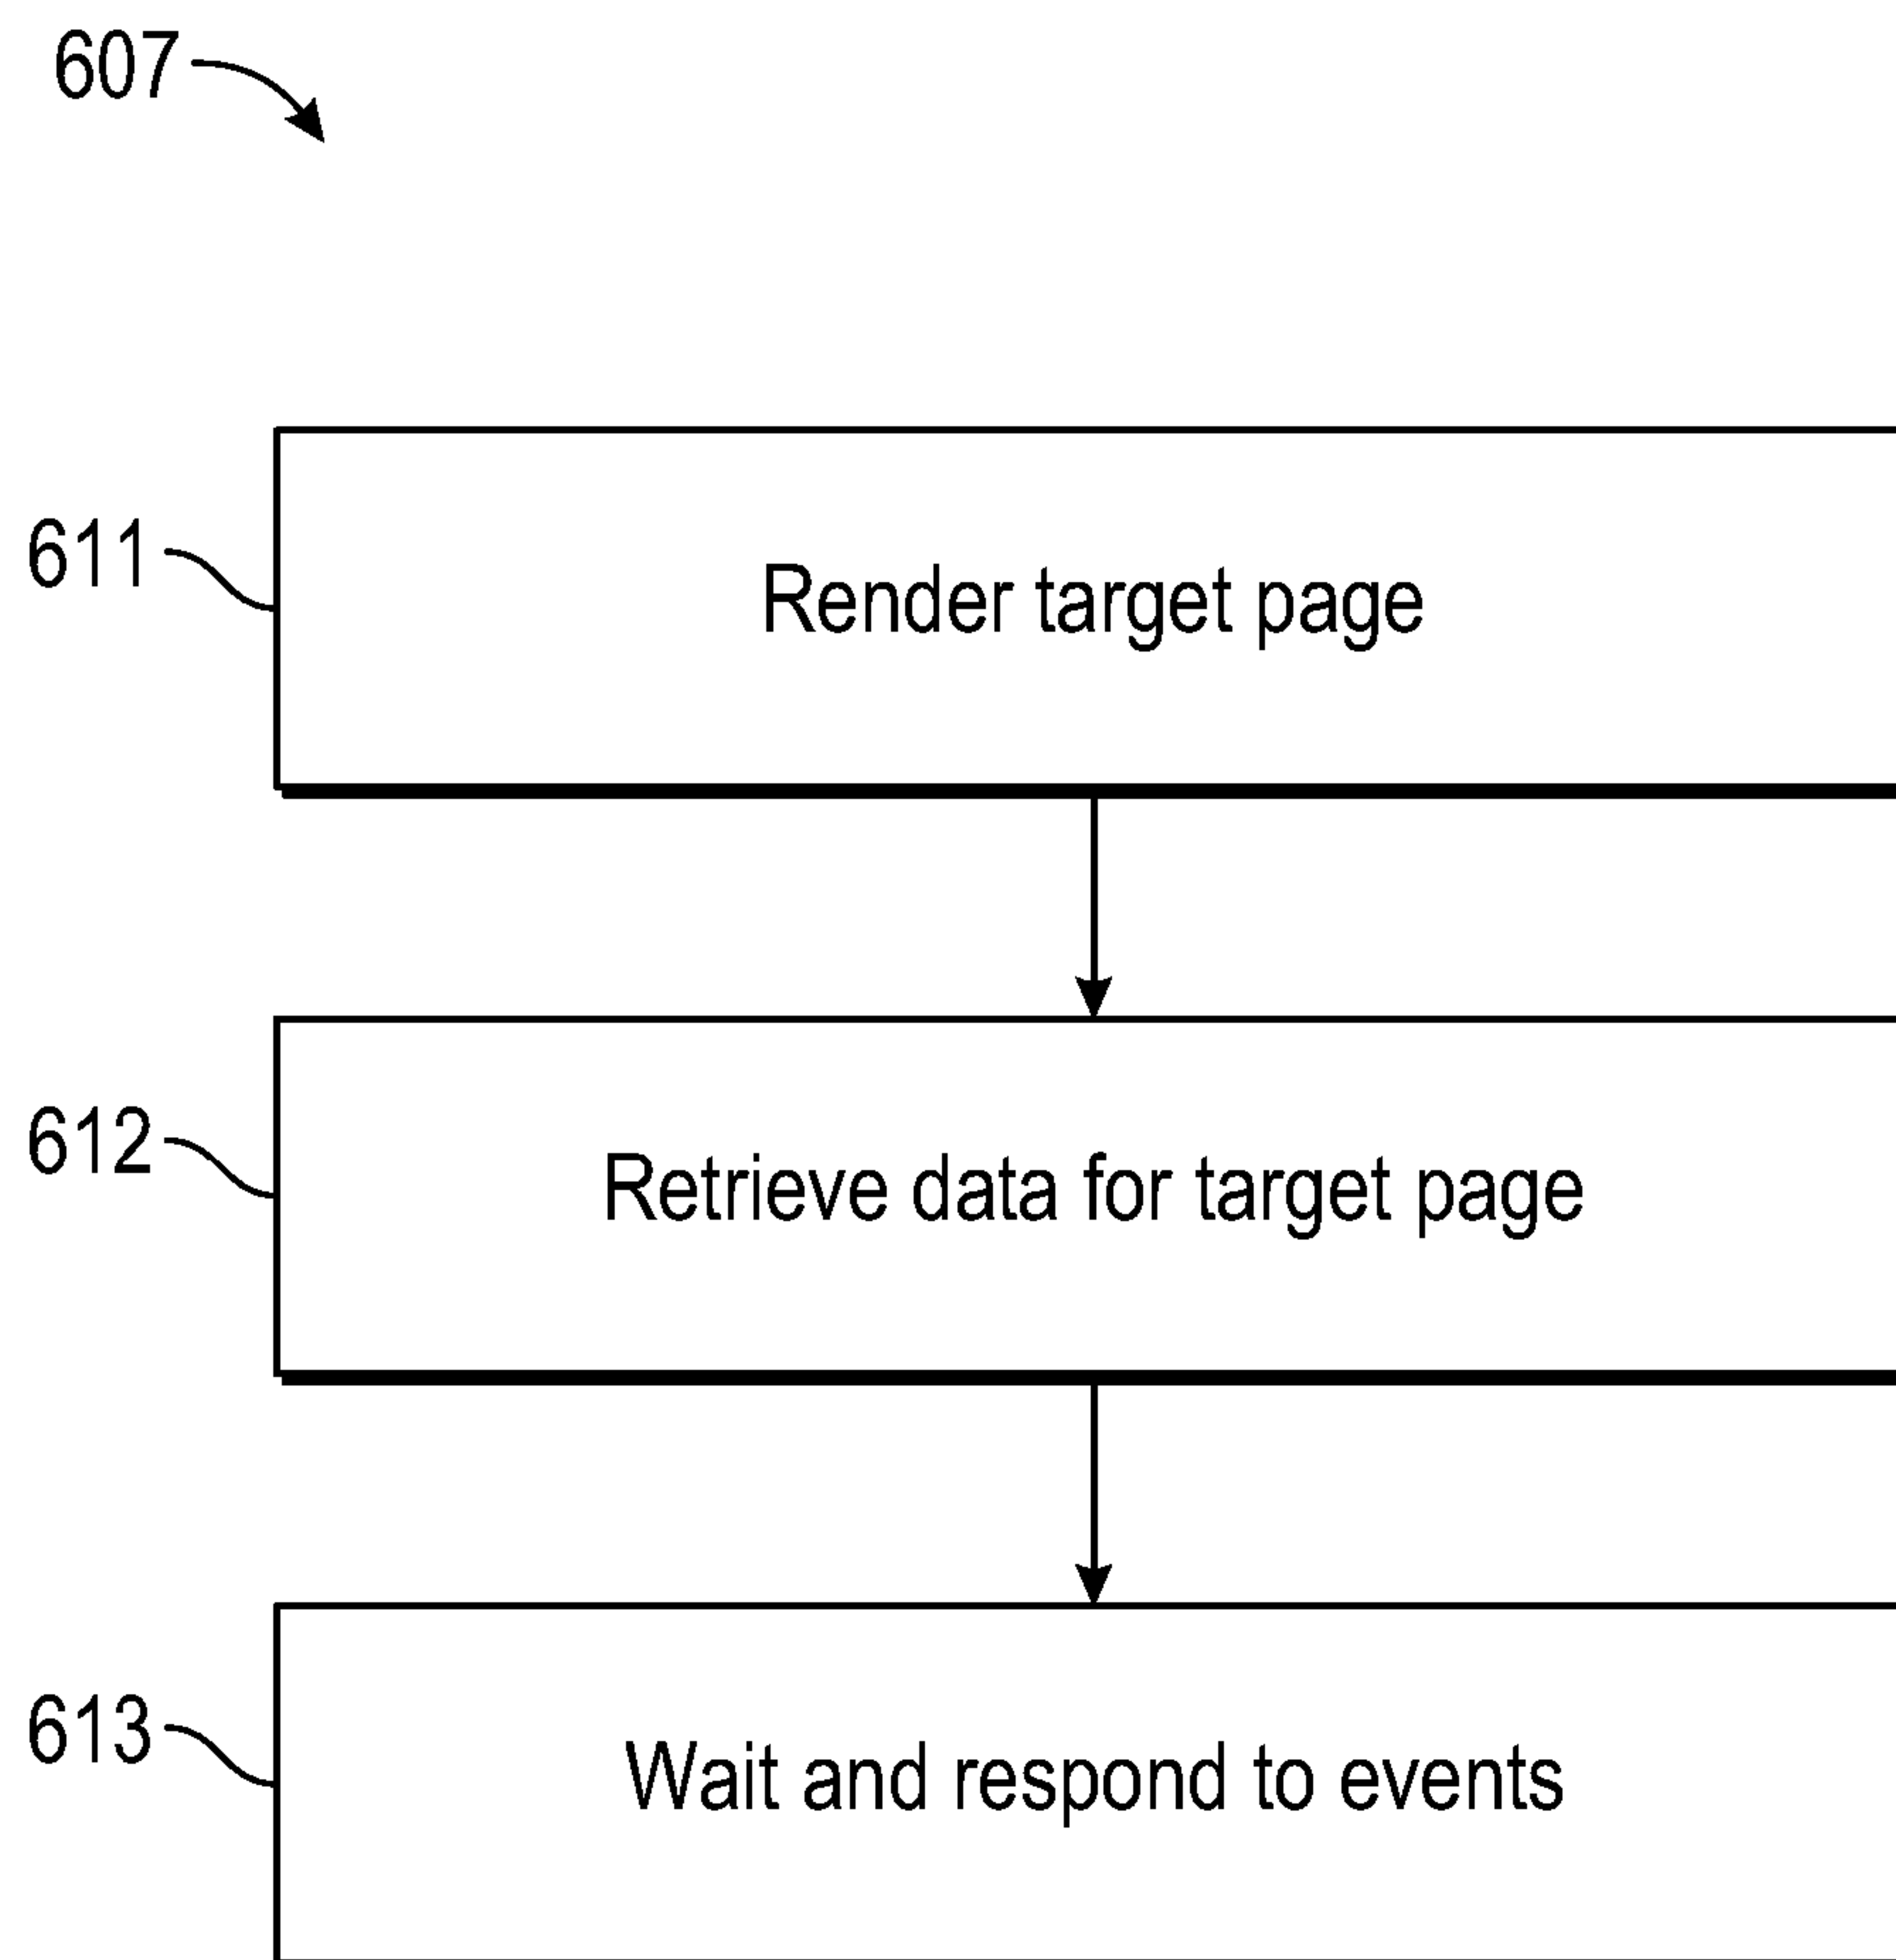 607
611
Render target page
612
Retrieve data for target page
613
Wait and respond to events